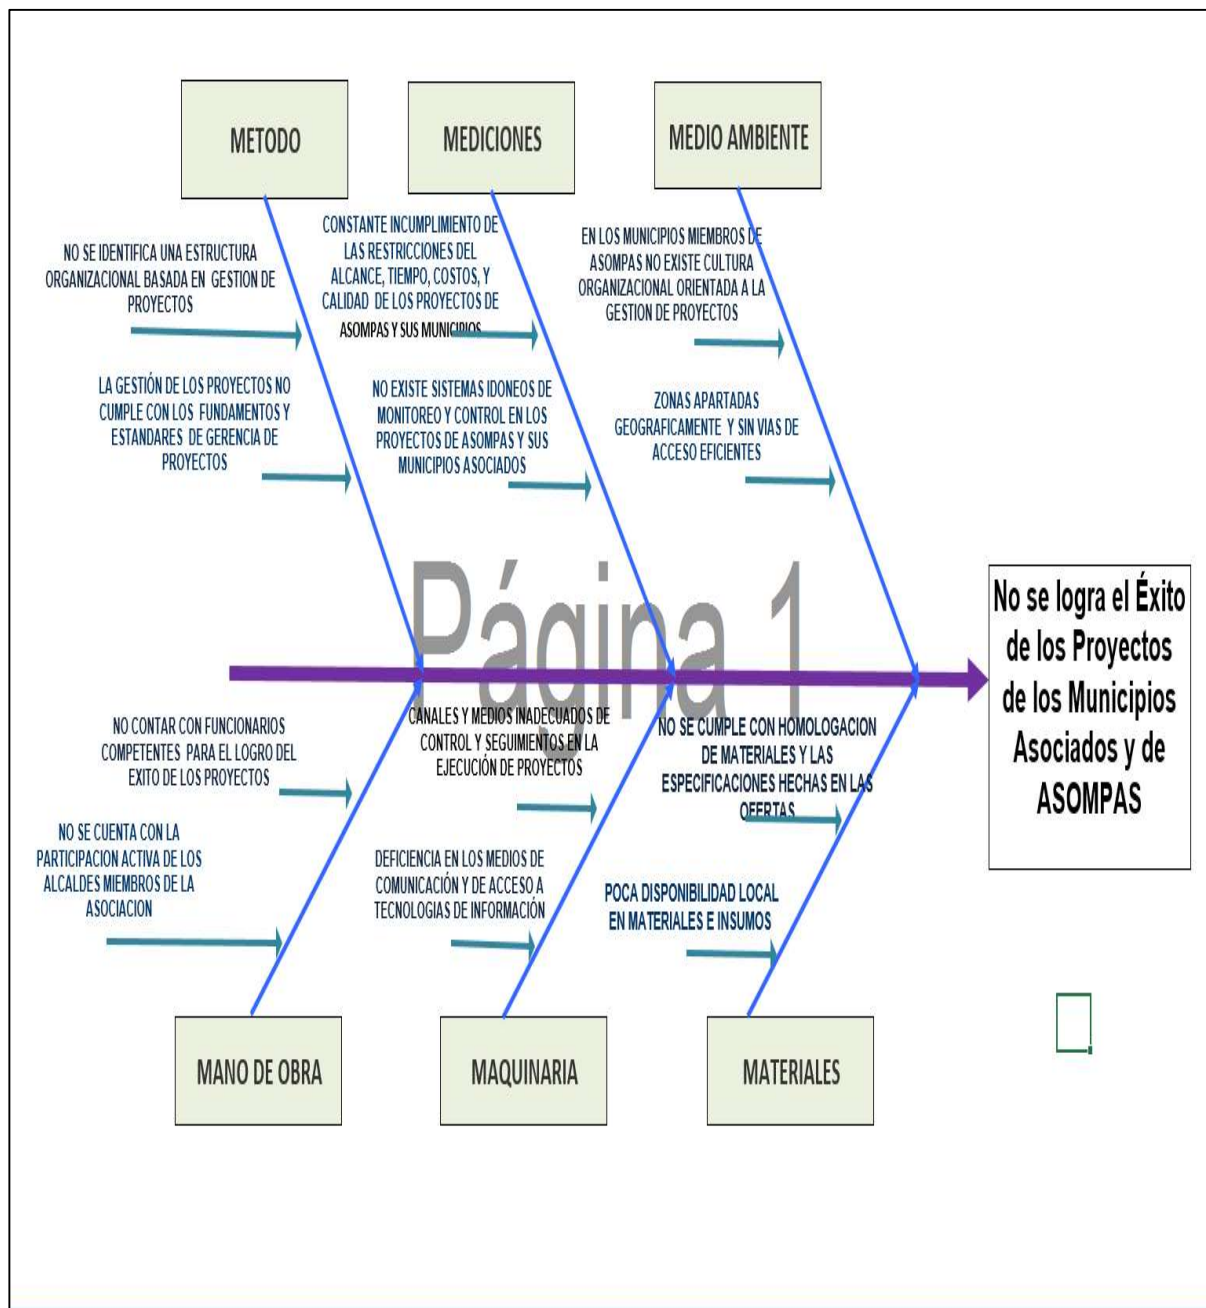 METODO
MEDICIONES
MEDIO AMBIENTE
NO SE IDENTIFICA UNA ESTRUCTURA
ORGANIZACIONAL BASADA EN GESTION DE
PROYECTOS
LA GESTIÓN DE LOS PROYECTOS NO
CUMPLE CON LOS FUNDAMENTOS Y
ESTANDARES DE GERENCIA DE
PROYECTOS
CONSTANTE INCUMPLIMIENTO DE
LAS RESTRICCIONES DEL
ALCANCE, TIEMPO, COSTOS, Y
CALIDAD DE LOS PROYECTOS DE
ASOMPAS Y SUS MUNICIPIOS
NO EXISTE SISTEMAS IDONEOS DE
MONITOREO Y CONTROL EN LOS
PROYECTOS DE ASOMPAS Y SUS
MUNICIPIOS ASOCIADOS
EN LOS MUNICIPIOS MIEMBROS DE
ASOMPAS NO EXISTE CULTURA
ORGANIZACIONAL ORIENTADA A LA
GESTION DE PROYECTOS
ZONAS APARTADAS
GEOGRAFICAMENTE Y SIN VIAS DE
ACCESO EFICIENTES
Página 1
No se logra el Éxito
de los Proyectos
de los Municipios
Asociados y de
ASOMPAS
NO CONTAR CON FUNCIONARIOS
COMPETENTES PARA EL LOGRO DEL
EXITO DE LOS PROYECTOS
NO SE CUENTA CON LA
PARTICIPACION ACTIVA DE LOS
ALCALDES MIEMBROS DE LA
ASOCIACION
CANALES Y MEDIOS INADECUADOS DE
CONTROL Y SEGUIMIENTOS EN LA
EJECUCIÓN DE PROYECTOS
DEFICIENCIA EN LOS MEDIOS DE
COMUNICACIÓN Y DE ACCESO A
TECNOLOGIAS DE INFORMACIÓN
NO SE CUMPLE CON HOMOLOGACION
DE MATERIALES Y LAS
ESPECIFICACIONES HECHAS EN LAS
OFERTAS
POCA DISPONIBILIDAD LOCAL
EN MATERIALES E INSUMOS
MANO DE OBRA
MAQUINARIA
MATERIALES